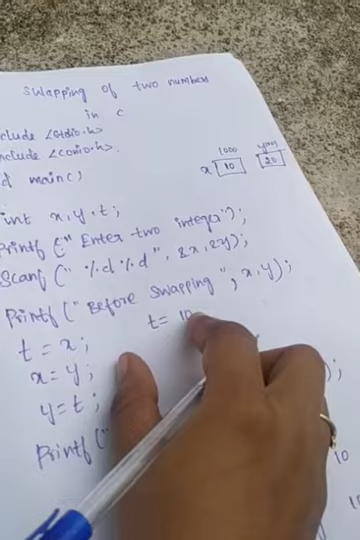 Swapping of two numbers
in c
clude <stdio.h>
nclude <conio.h>.
d main()
1000
x 10
20
int x, y, t;
Printf (" Enter two integer");
Scanf (" %d %d ", &x, &y);
Printf (" Before swapping ", x, y);
t = x; t = 10
x = y;
y = t;
Printf (" );
10